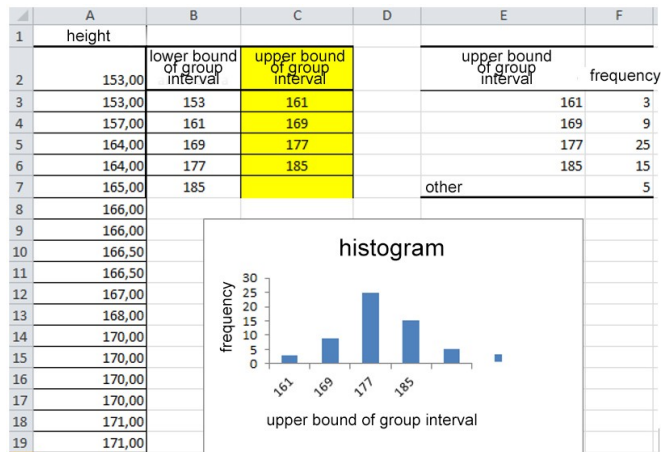 A B C D E F
1 height
lower bound upper bound upper bound
of group of group of group
2 153,00 interval interval interval frequency
3 153,00 153 161 161 3
4 157,00 161 169 169 9
5 164,00 169 177 177 25
6 164,00 177 185 185 15
7 165,00 185 other 5
8 166,00
9 166,00
10 166,50
11 166,50
12 167,00
13 168,00
14 170,00
15 170,00
16 170,00
17 170,00
18 171,00
19 171,00
histogram
frequency
30
25
20
15
10
5
0
161 169 177 185
upper bound of group interval